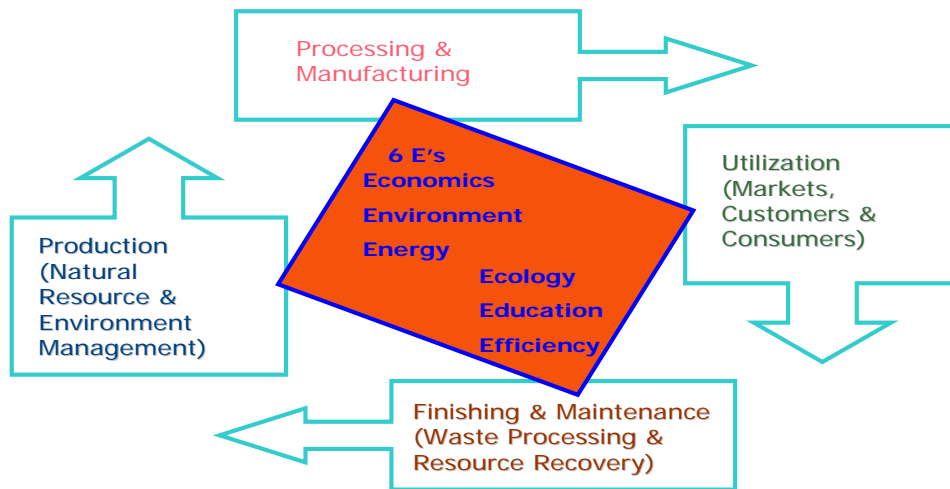 Processing &
Manufacturing
6 E's
Economics
Environment
Energy
Ecology
Education
Efficiency
Utilization
(Markets,
Customers &
Consumers)
Production
(Natural
Resource &
Environment
Management)
Finishing & Maintenance
(Waste Processing &
Resource Recovery)